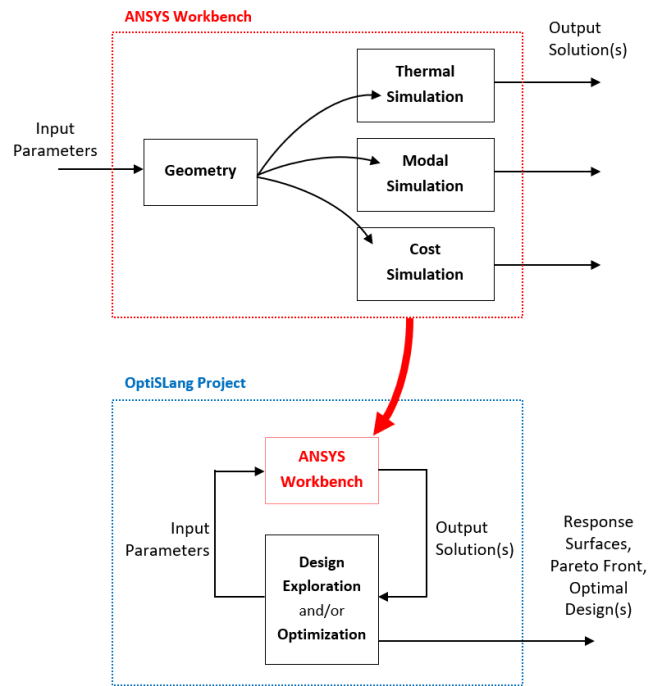 ANSYS Workbench
Output
Solution(s)
Thermal
Simulation
Input
Parameters
Geometry
Modal
Simulation
Cost
Simulation
OptiSLang Project
ANSYS
Workbench
Input
Parameters
Output
Solution(s)
Design
Exploration
and/or
Optimization
Response
Surfaces,
Pareto Front,
Optimal
Design(s)